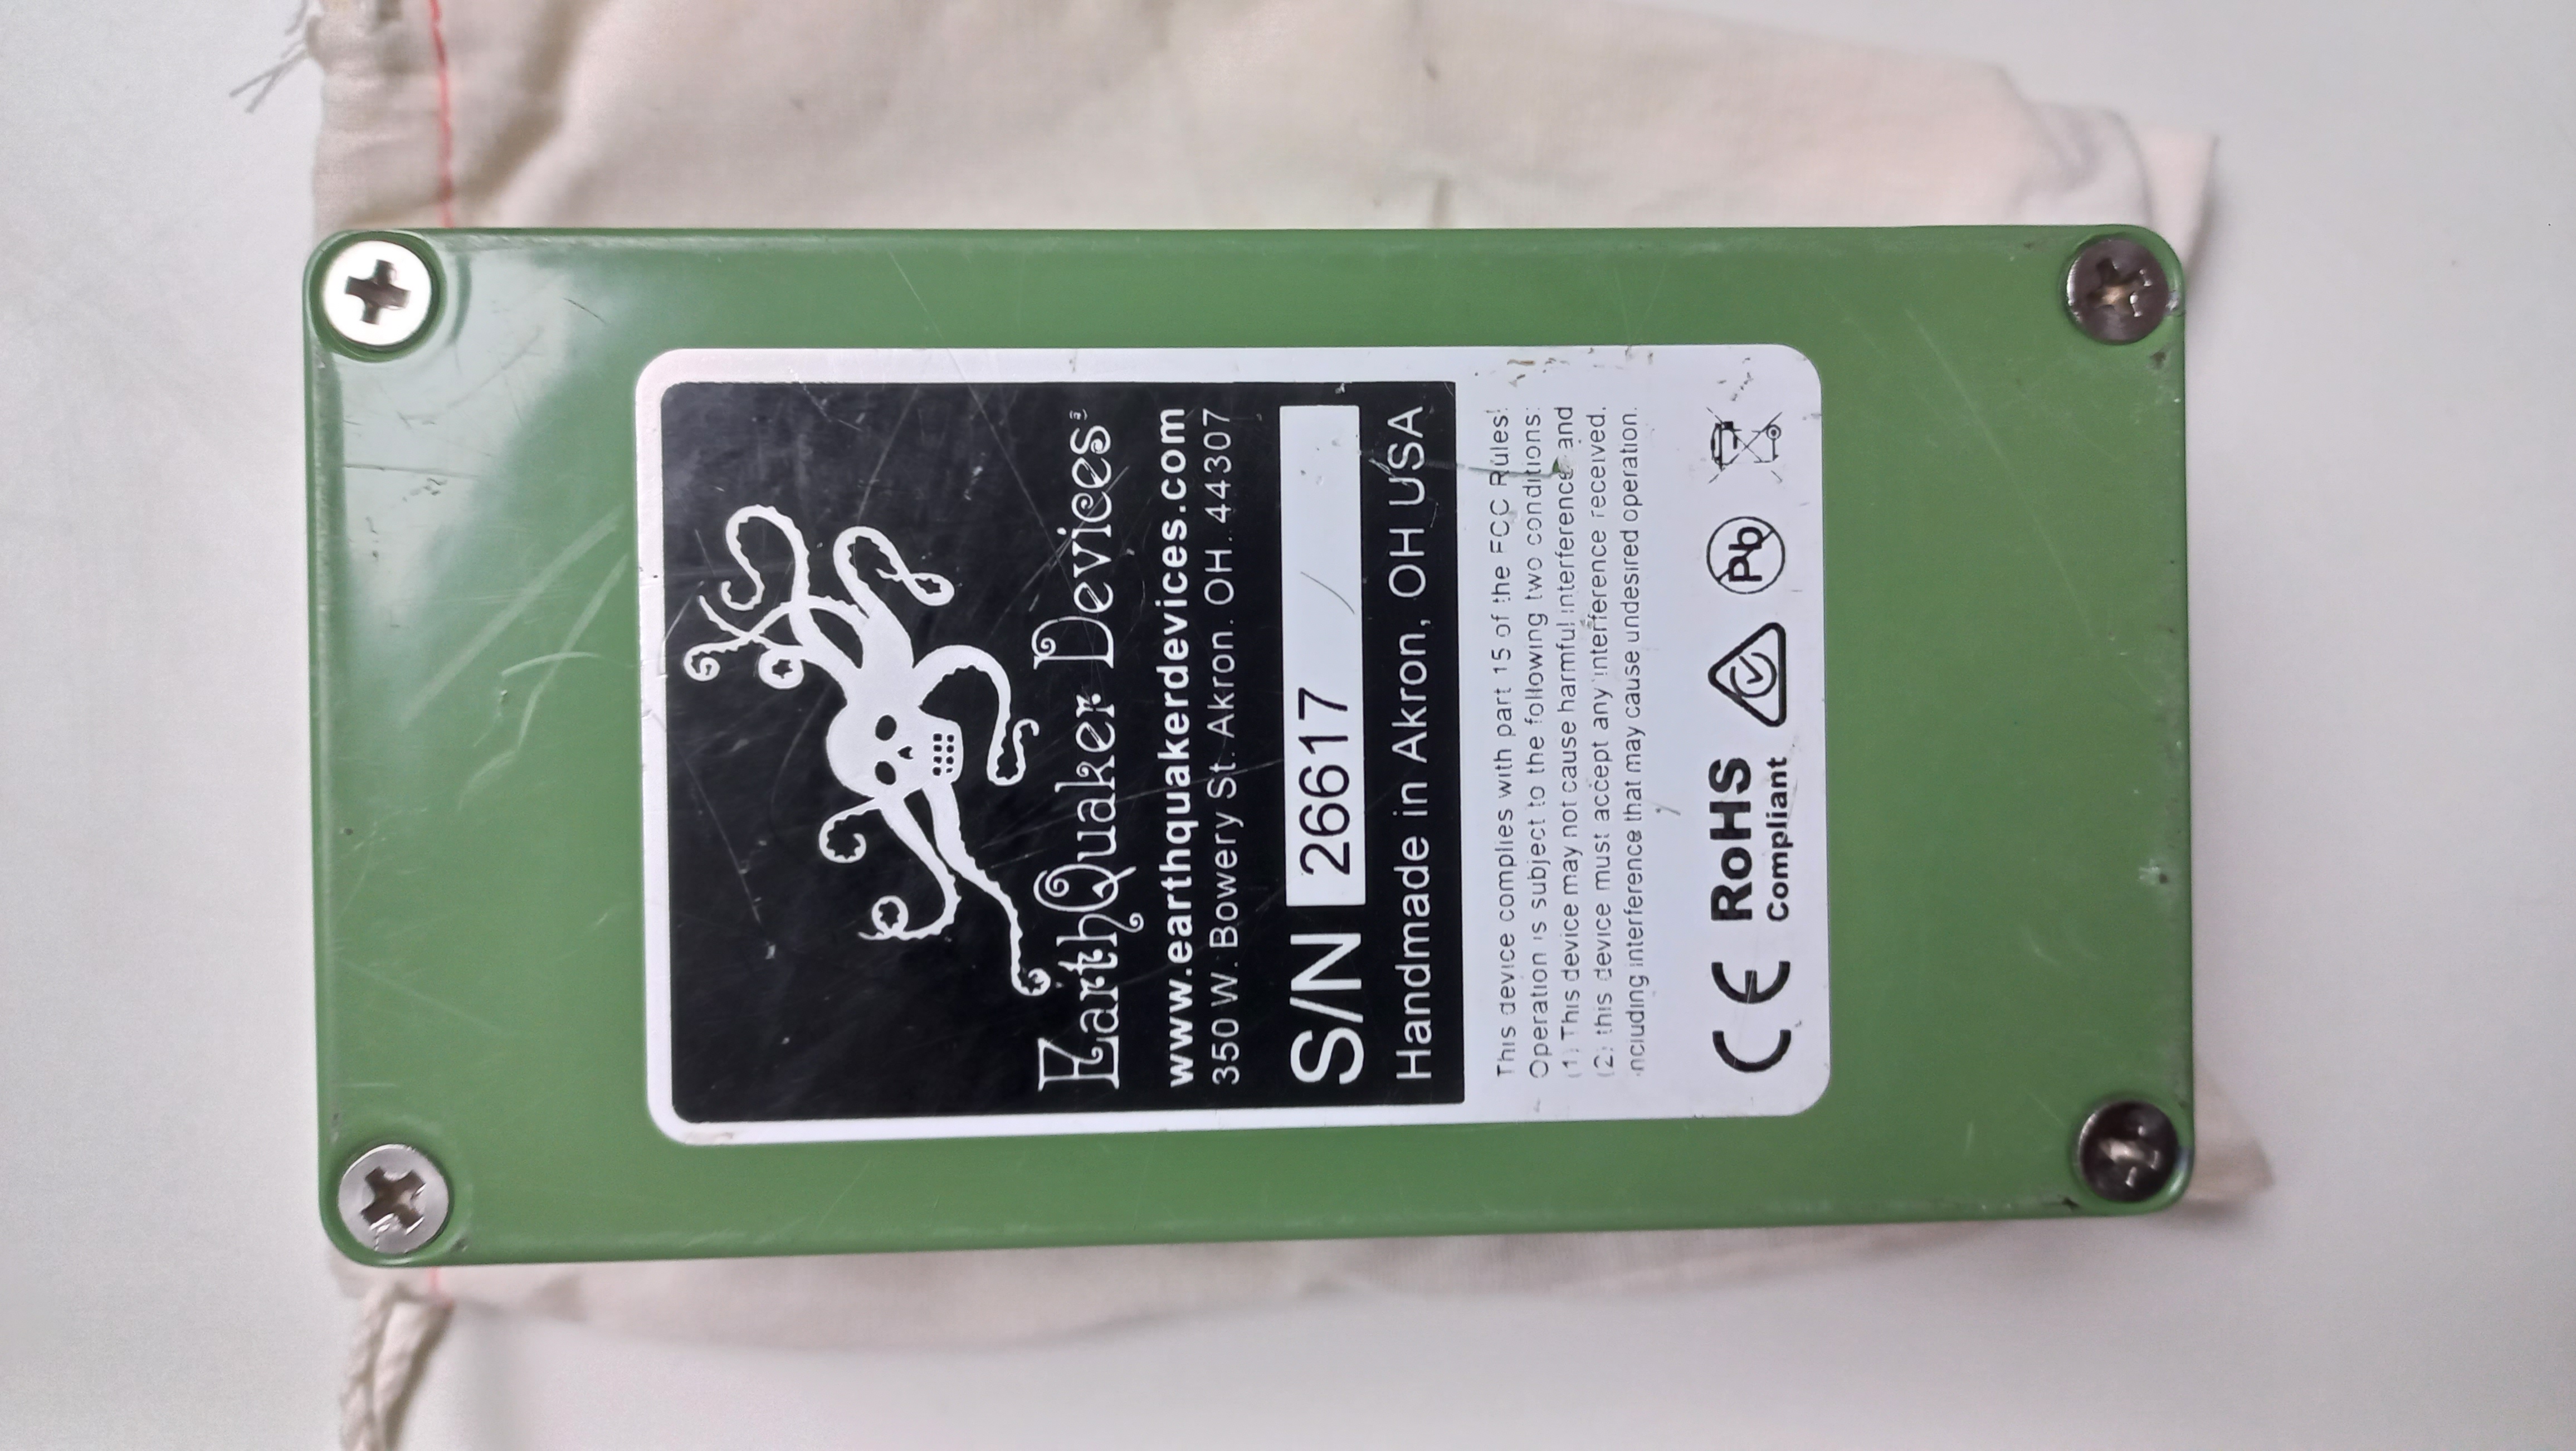 EarthQuaker Devices
www.earthquakerdevices.com
350 W. Bowery St. Akron. OH. 44307
S/N 26617
Handmade in Akron, OH USA
This device complies with part 15 of the FCC Rules!
Operation is subject to the following two conditions:
(1) This device may not cause harmful interference and
(2) this device must accept any interference received.
including interference that may cause undesired operation.
CE RoHS Compliant Pb